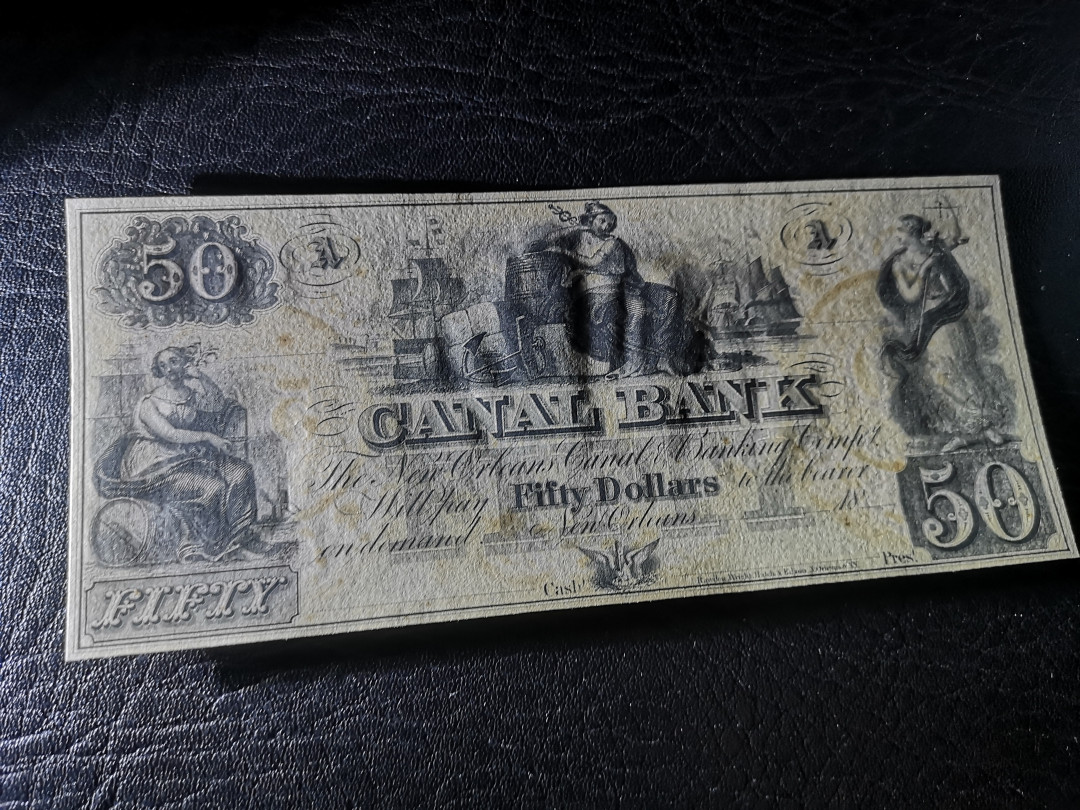 50
A
A
CANAL BANK
The New Orleans Canal & Banking Comp.y
Will pay Fifty Dollars to the bearer
on demand New Orleans 18
50
FIFTY
Cash.r
Pres.t